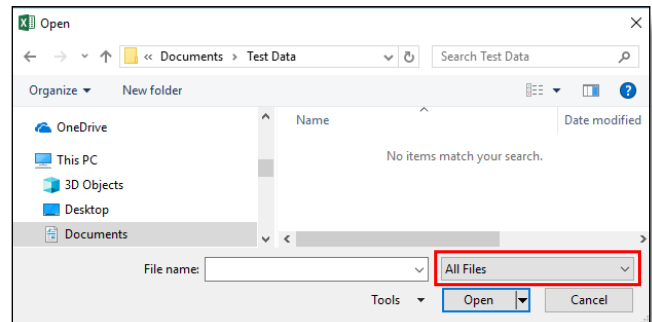 Open
« Documents > Test Data
Search Test Data
Organize
New folder
Name
Date modified
OneDrive
No items match your search.
This PC
3D Objects
Desktop
Documents
File name:
All Files
Tools
Open
Cancel